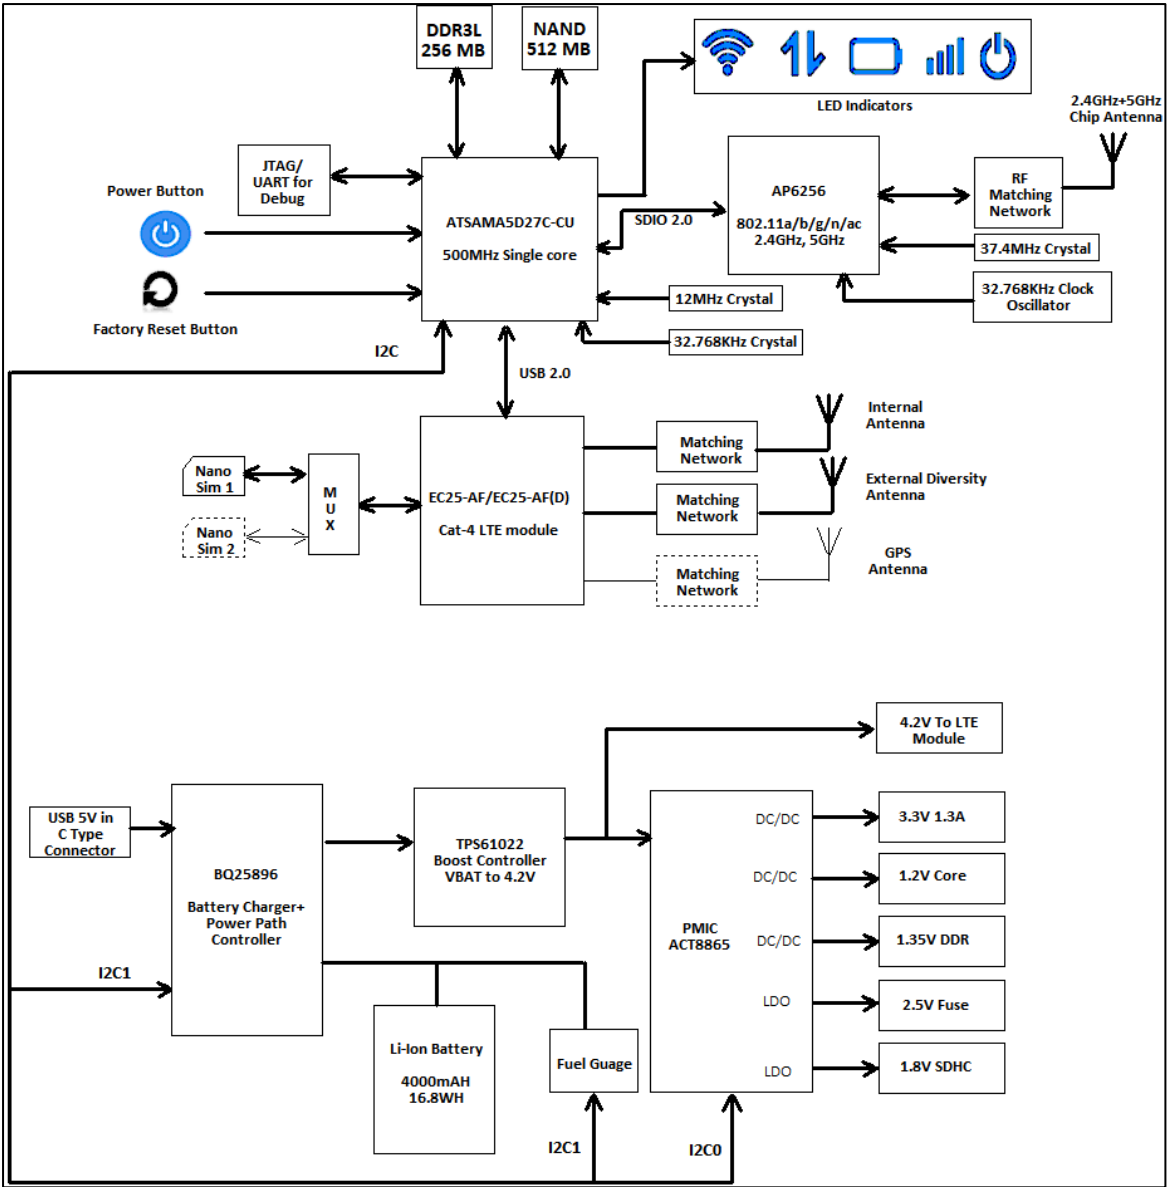 DDR3L
256 MB
NAND
512 MB
LED Indicators
2.4GHz+5GHz
Chip Antenna
JTAG/
UART for
Debug
Power Button
Factory Reset Button
ATSAMA5D27C-CU
500MHz Single core
SDIO 2.0
AP6256
802.11a/b/g/n/ac
2.4GHz, 5GHz
RF
Matching
Network
37.4MHz Crystal
32.768KHz Clock
Oscillator
12MHz Crystal
32.768KHz Crystal
I2C
USB 2.0
Nano
Sim 1
Nano
Sim 2
M
U
X
EC25-AF/EC25-AF(D)
Cat-4 LTE module
Matching
Network
Internal
Antenna
Matching
Network
External Diversity
Antenna
Matching
Network
GPS
Antenna
4.2V To LTE
Module
USB 5V in
C Type
Connector
BQ25896
Battery Charger+
Power Path
Controller
TPS61022
Boost Controller
VBAT to 4.2V
PMIC
ACT8865
DC/DC
3.3V 1.3A
DC/DC
1.2V Core
DC/DC
1.35V DDR
LDO
2.5V Fuse
LDO
1.8V SDHC
I2C1
Li-Ion Battery
4000mAH
16.8WH
Fuel Guage
I2C1
I2C0